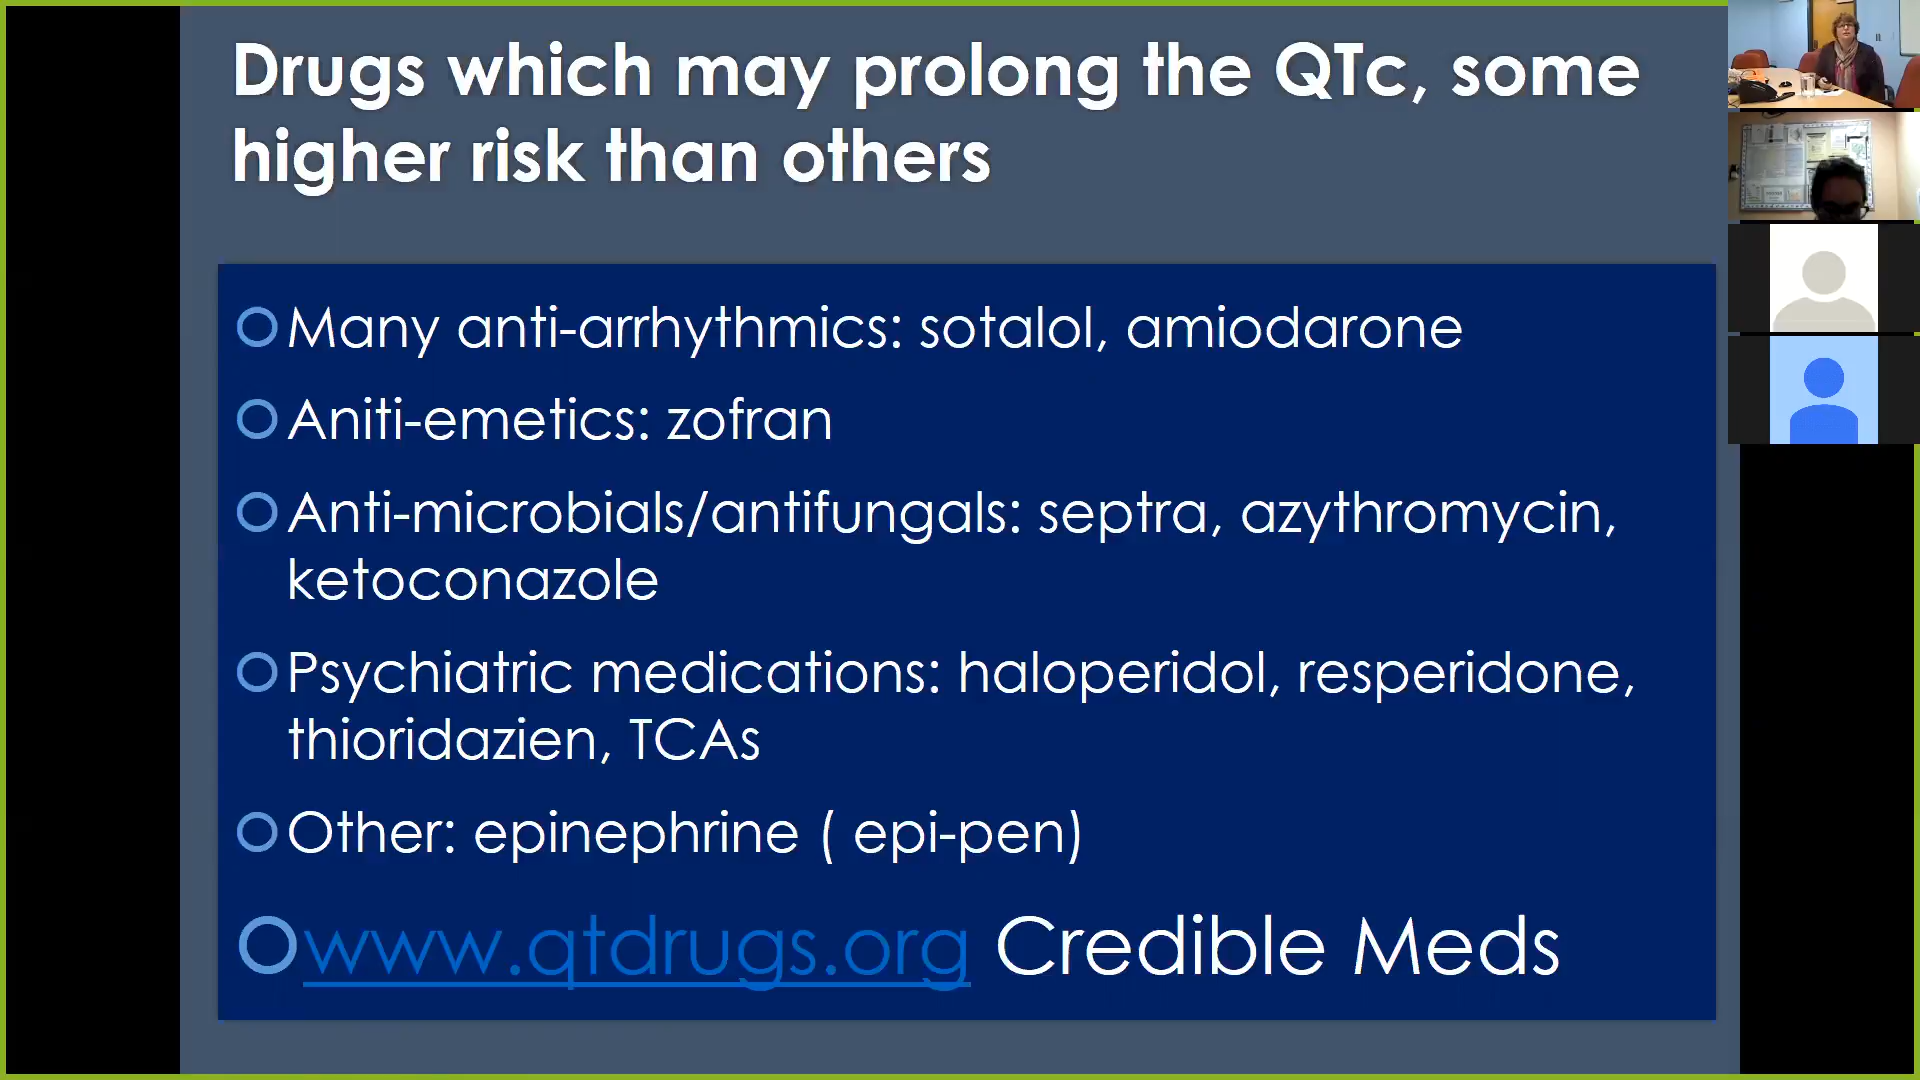 Drugs which may prolong the QTc, some
higher risk than others
Many anti-arrhythmics: sotalol, amiodarone
Aniti-emetics: zofran
Anti-microbials/antifungals: septra, azythromycin,
ketoconazole
Psychiatric medications: haloperidol, resperidone,
thioridazien, TCAs
Other: epinephrine ( epi-pen)
www.qtdrugs.org Credible Meds